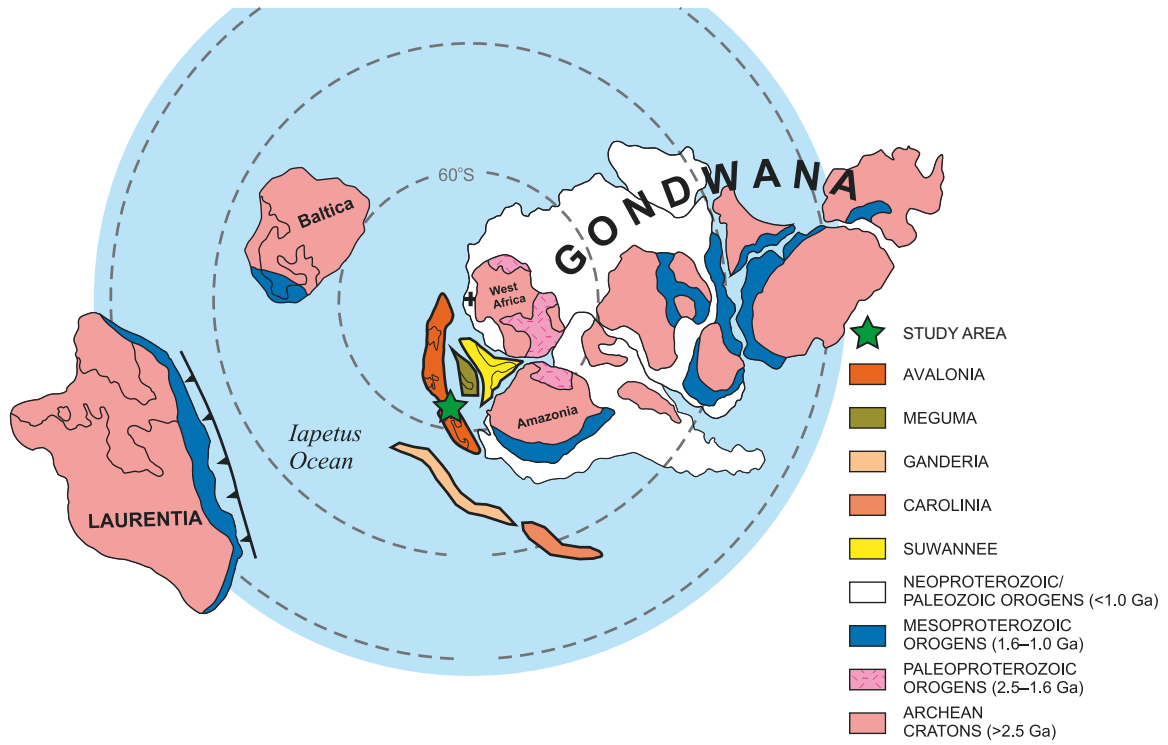 GONDWANA
60°S
Baltica
West
Africa
Amazonia
Iapetus
Ocean
LAURENTIA
STUDY AREA
AVALONIA
MEGUMA
GANDERIA
CAROLINIA
SUWANNEE
NEOPROTEROZOIC/
PALEOZOIC OROGENS (<1.0 Ga)
MESOPROTEROZOIC
OROGENS (1.6–1.0 Ga)
PALEOPROTEROZOIC
OROGENS (2.5–1.6 Ga)
ARCHEAN
CRATONS (>2.5 Ga)